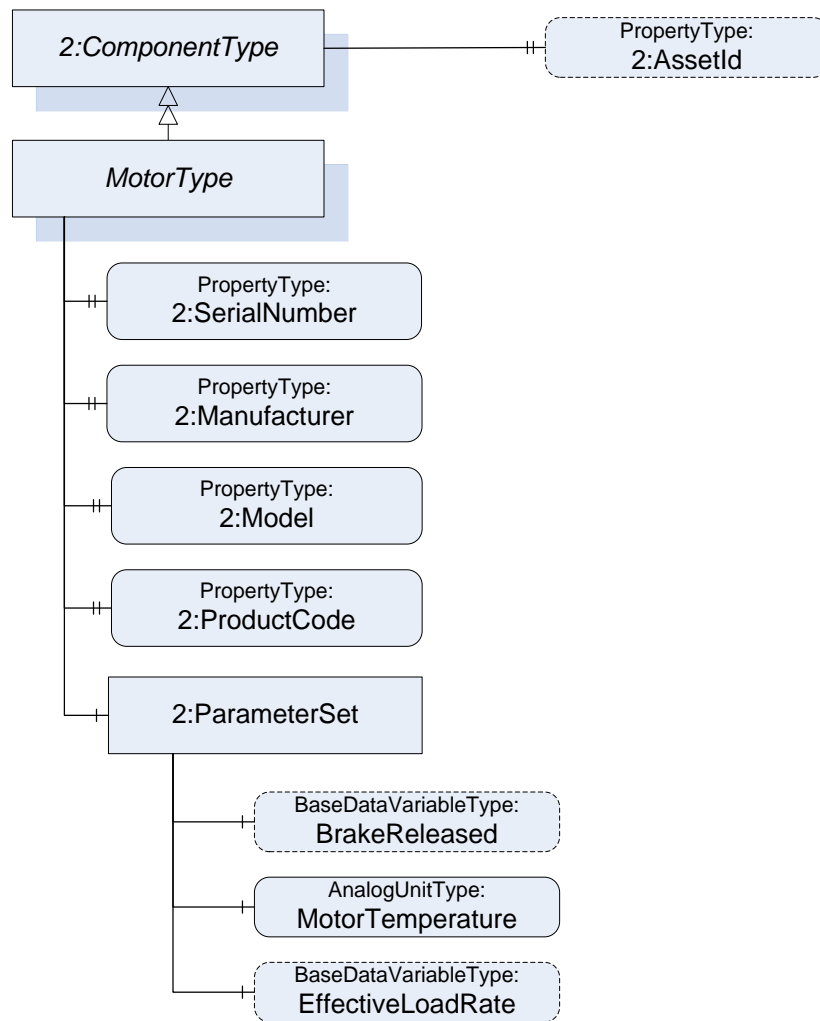 2:ComponentType
PropertyType:
2:AssetId
MotorType
PropertyType:
2:SerialNumber
PropertyType:
2:Manufacturer
PropertyType:
2:Model
PropertyType:
2:ProductCode
2:ParameterSet
BaseDataVariableType:
BrakeReleased
AnalogUnitType:
MotorTemperature
BaseDataVariableType:
EffectiveLoadRate